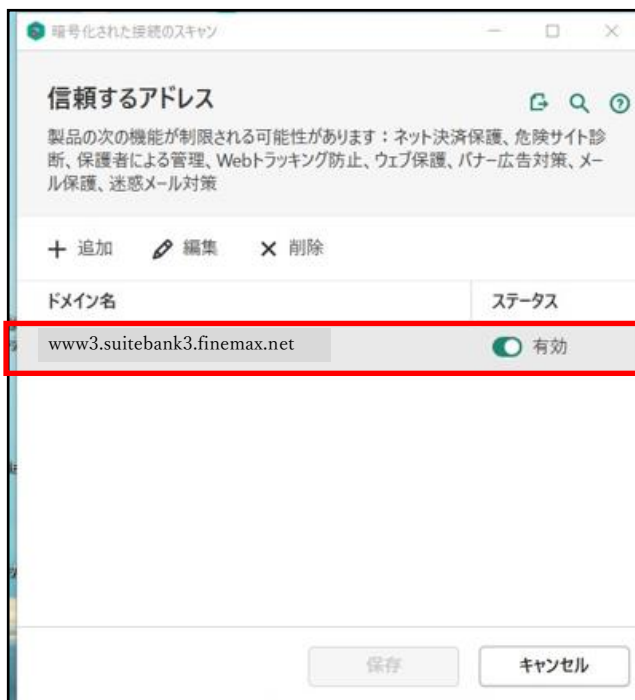 暗号化された接続のスキャン
信頼するアドレス
製品の次の機能が制限される可能性があります：ネット決済保護、危険サイト診
断、保護者による管理、Webトラッキング防止、ウェブ保護、バナー広告対策、メー
ル保護、迷惑メール対策
追加 編集 削除
ドメイン名 ステータス
www3.suitebank3.finemax.net 有効
保存 キャンセル